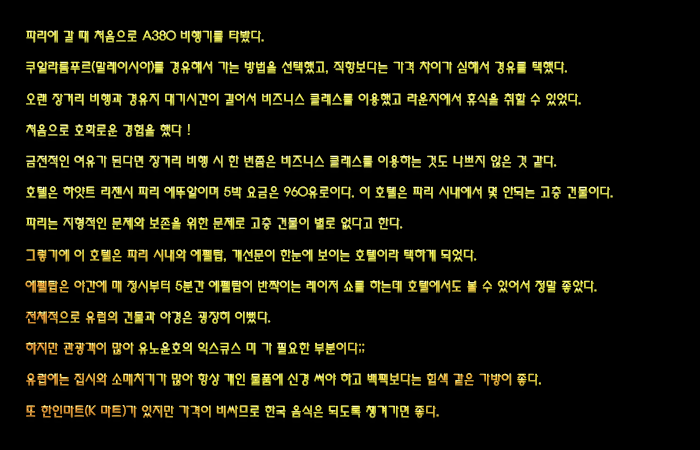 파리에 갈 때 처음으로 A380 비행기를 타봤다.
쿠알라룸푸르(말레이시아)를 경유해서 가는 방법을 선택했고, 직항보다는 가격 차이가 심해서 경유를 택했다.
오랜 장거리 비행과 경유지 대기시간이 길어서 비즈니스 클래스를 이용했고 라운지에서 휴식을 취할 수 있었다.
처음으로 호화로운 경험을 했다 !
금전적인 여유가 된다면 장거리 비행 시 한 번쯤은 비즈니스 클래스를 이용하는 것도 나쁘지 않은 것 같다.
호텔은 하얏트 리젠시 파리 에뚜알이며 5박 요금은 960유로이다. 이 호텔은 파리 시내에서 몇 안되는 고층 건물이다.
파리는 지형적인 문제와 보존을 위한 문제로 고층 건물이 별로 없다고 한다.
그렇기에 이 호텔은 파리 시내와 에펠탑, 개선문이 한눈에 보이는 호텔이라 택하게 되었다.
에펠탑은 야간에 매 정시부터 5분간 에펠탑이 반짝이는 레이저 쇼를 하는데 호텔에서도 볼 수 있어서 정말 좋았다.
전체적으로 유럽의 건물과 야경은 굉장히 이뻤다.
하지만 관광객이 많아 유노윤호의 익스큐스 미 가 필요한 부분이다;;
유럽에는 집시와 소매치기가 많아 항상 개인 물품에 신경 써야 하고 백팩보다는 힙색 같은 가방이 좋다.
또 한인마트(K 마트)가 있지만 가격이 비싸므로 한국 음식은 되도록 챙겨가면 좋다.